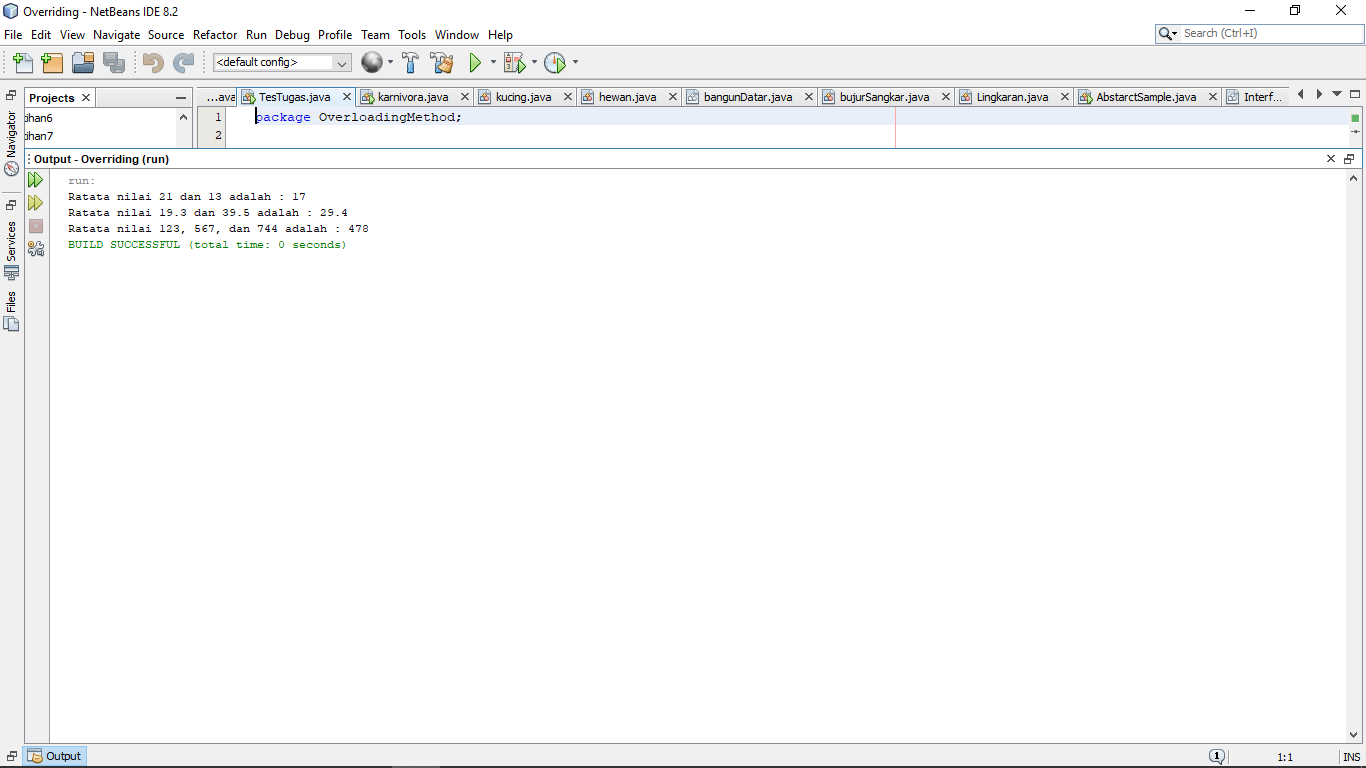 Overriding - NetBeans IDE 8.2
File Edit View Navigate Source Refactor Run Debug Profile Team Tools Window Help
Search (Ctrl+I)
<default config>
Projects
...ava TesTugas.java karnivora.java kucing.java hewan.java bangunDatar.java bujurSangkar.java Lingkaran.java AbstarctSample.java Interf...
Navigator
Services
Files
tihan6
tihan7
1 package OverloadingMethod;
2
Output - Overriding (run)
run:
Ratata nilai 21 dan 13 adalah : 17
Ratata nilai 19.3 dan 39.5 adalah : 29.4
Ratata nilai 123, 567, dan 744 adalah : 478
BUILD SUCCESSFUL (total time: 0 seconds)
Output
1
1:1
INS